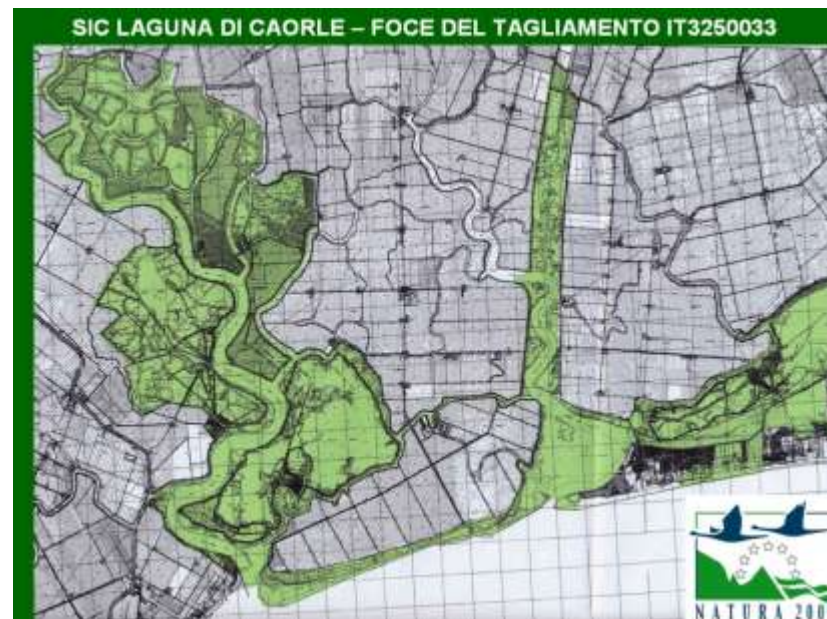 SIC LAGUNA DI CAORLE – FOCE DEL TAGLIAMENTO IT3250033
NATURA 200